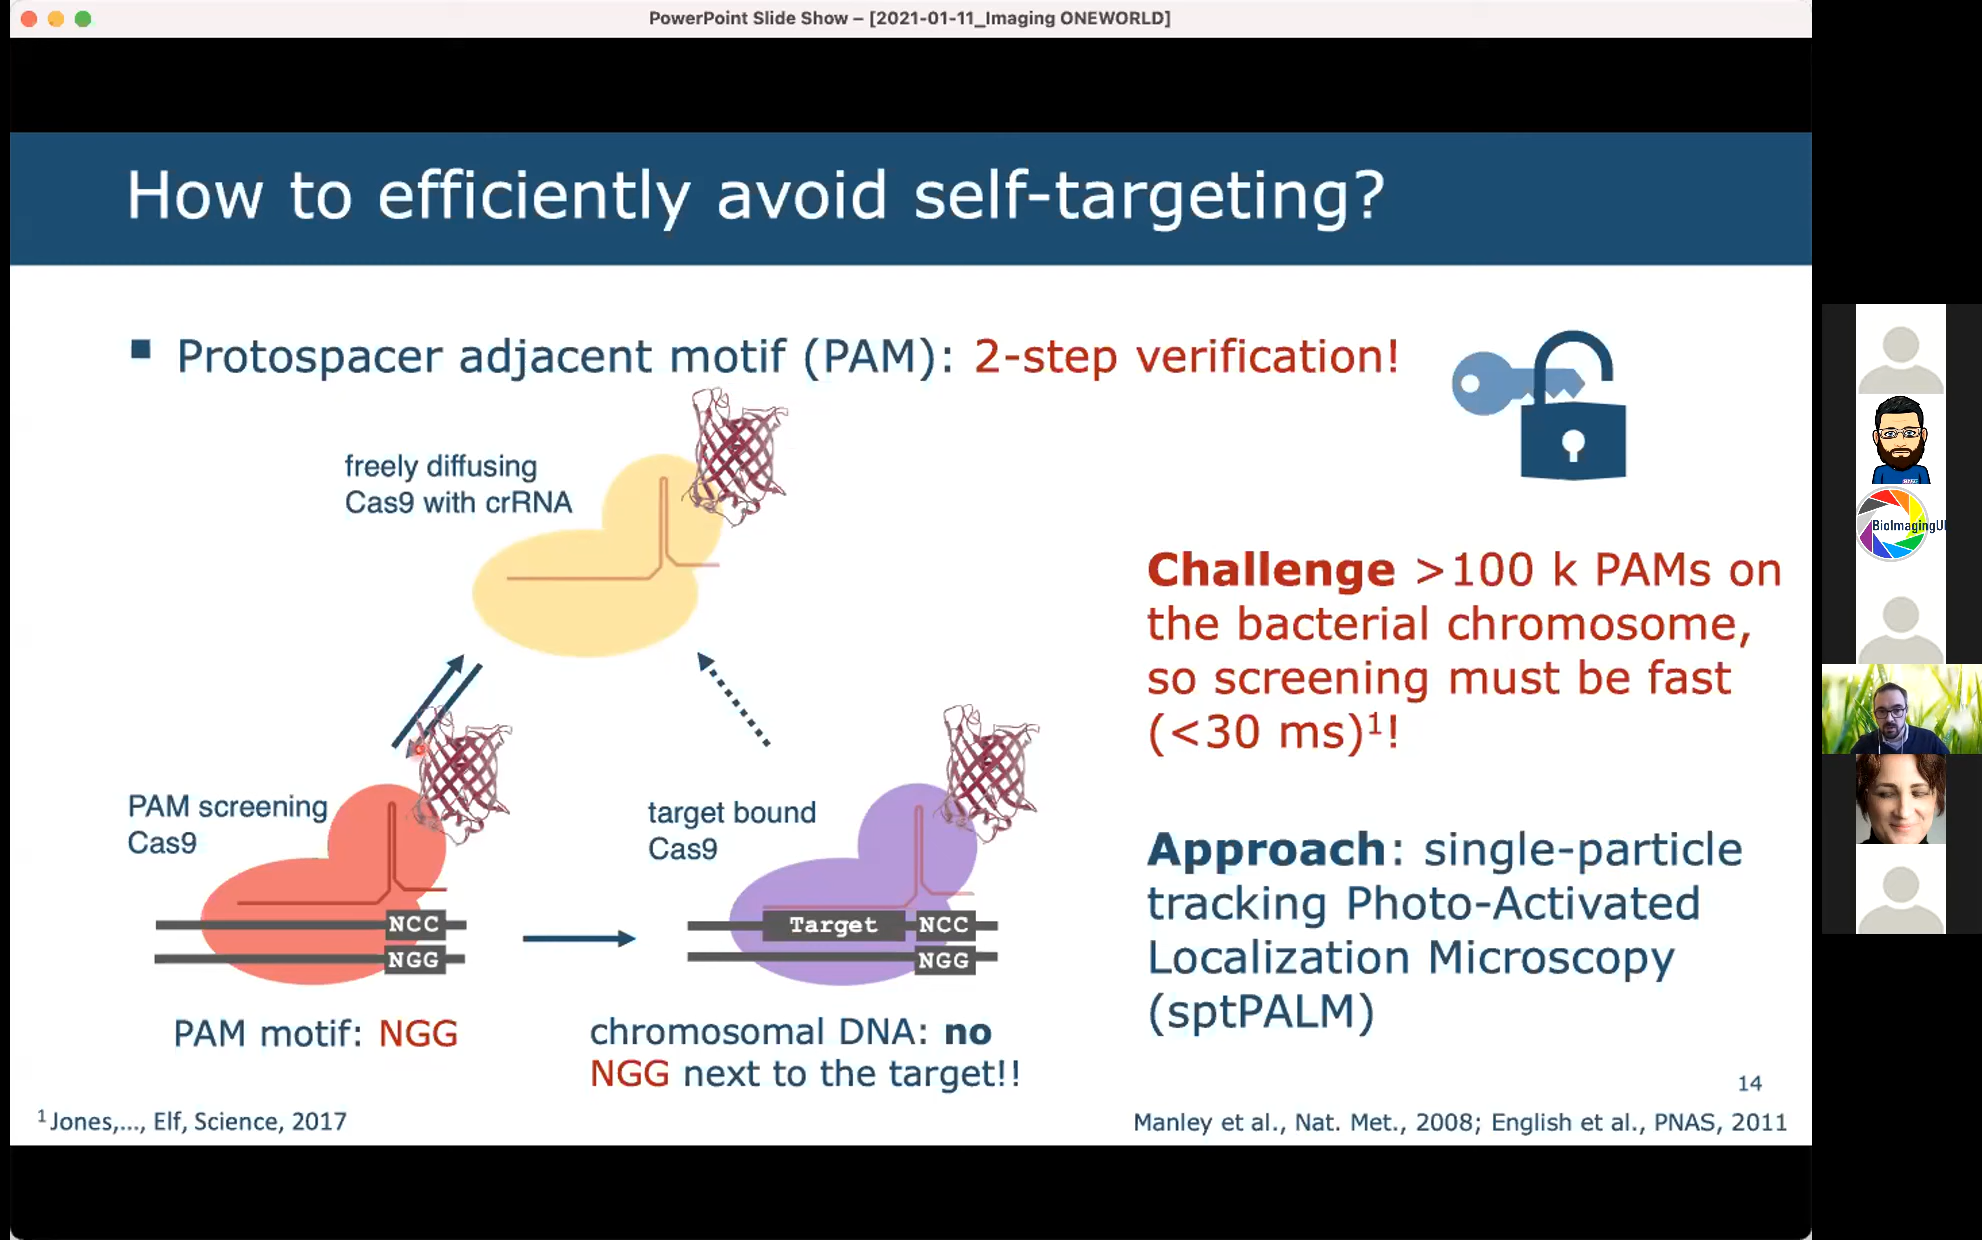 PowerPoint Slide Show – [2021-01-11_Imaging ONEWORLD]
How to efficiently avoid self-targeting?
▪ Protospacer adjacent motif (PAM): 2-step verification!
freely diffusing
Cas9 with crRNA
PAM screening
Cas9
NCC
NGG
PAM motif: NGG
target bound
Cas9
Target
NCC
NGG
chromosomal DNA: no
NGG next to the target!!
Challenge >100 k PAMs on
the bacterial chromosome,
so screening must be fast
(<30 ms)¹!
Approach: single-particle
tracking Photo-Activated
Localization Microscopy
(sptPALM)
14
¹ Jones,..., Elf, Science, 2017
Manley et al., Nat. Met., 2008; English et al., PNAS, 2011
BioImagingU